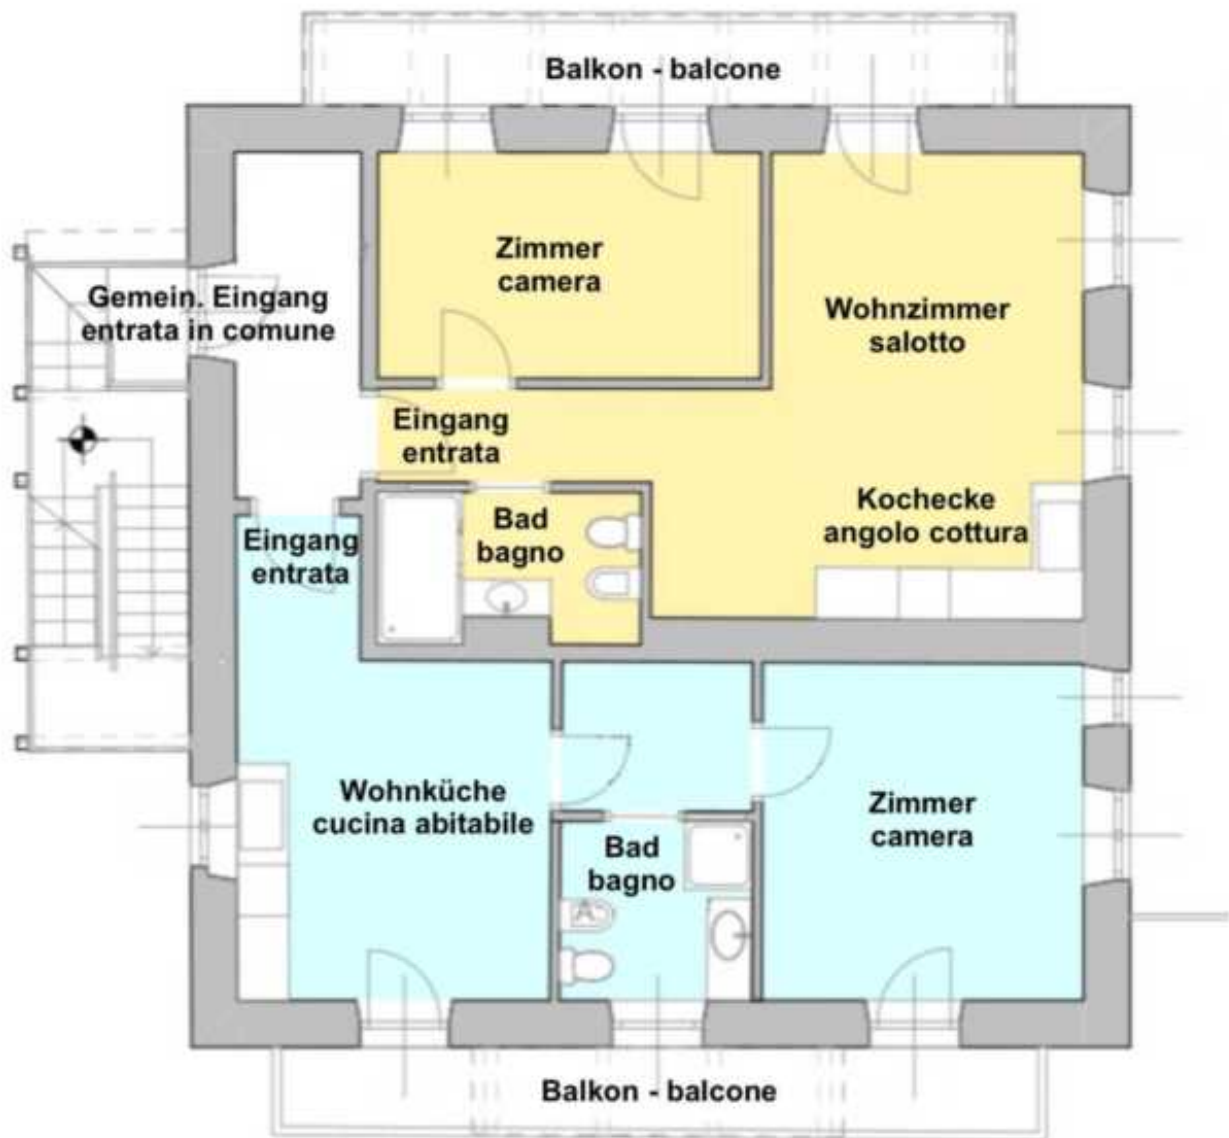 Balkon - balcone
Zimmer
camera
Gemein. Eingang
entrata in comune
Wohnzimmer
salotto
Eingang
entrata
Kochecke
angolo cottura
Bad
bagno
Eingang
entrata
Wohnküche
cucina abitabile
Zimmer
camera
Bad
bagno
Balkon - balcone